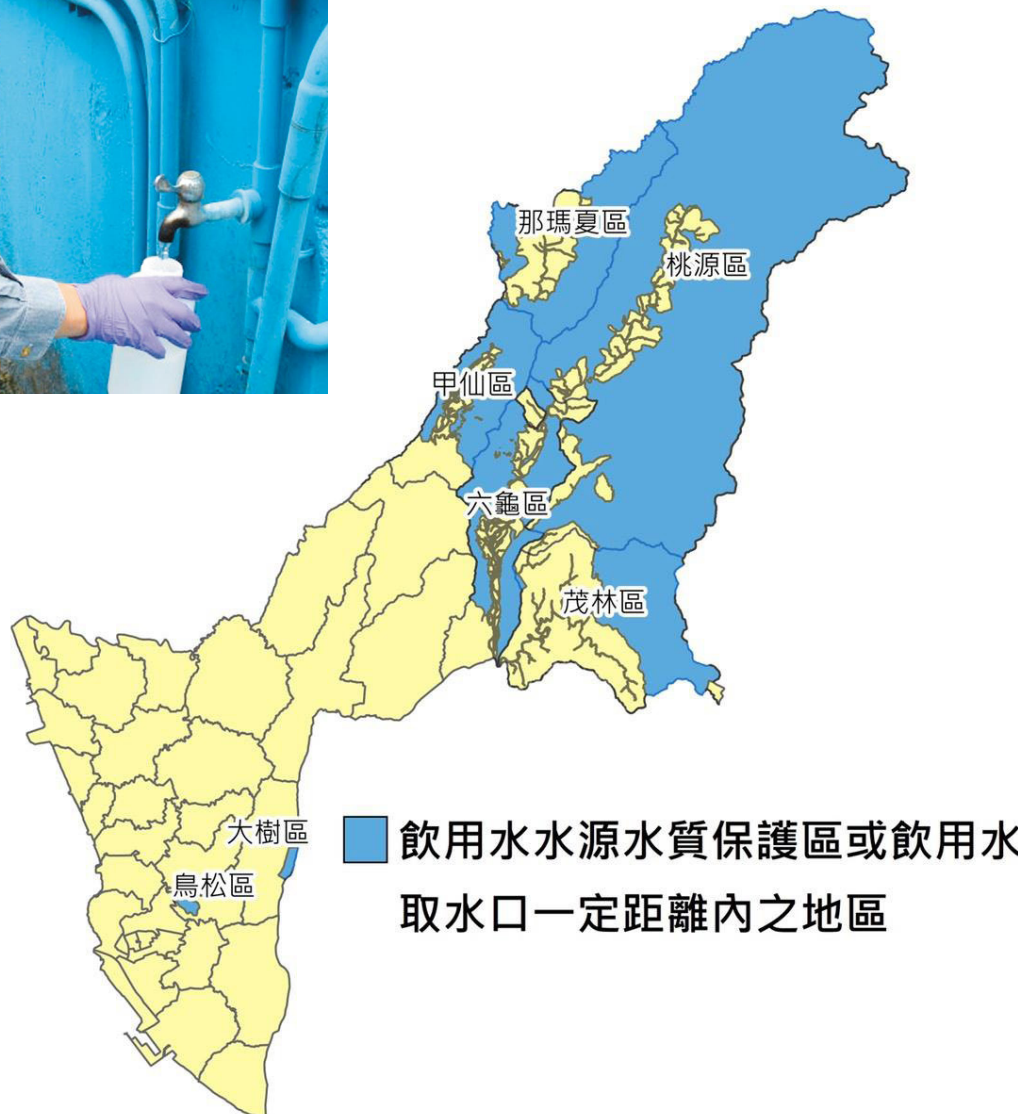 那瑪夏區
桃源區
甲仙區
六龜區
茂林區
大樹區
鳥松區
飲用水水源水質保護區或飲用水
取水口一定距離內之地區